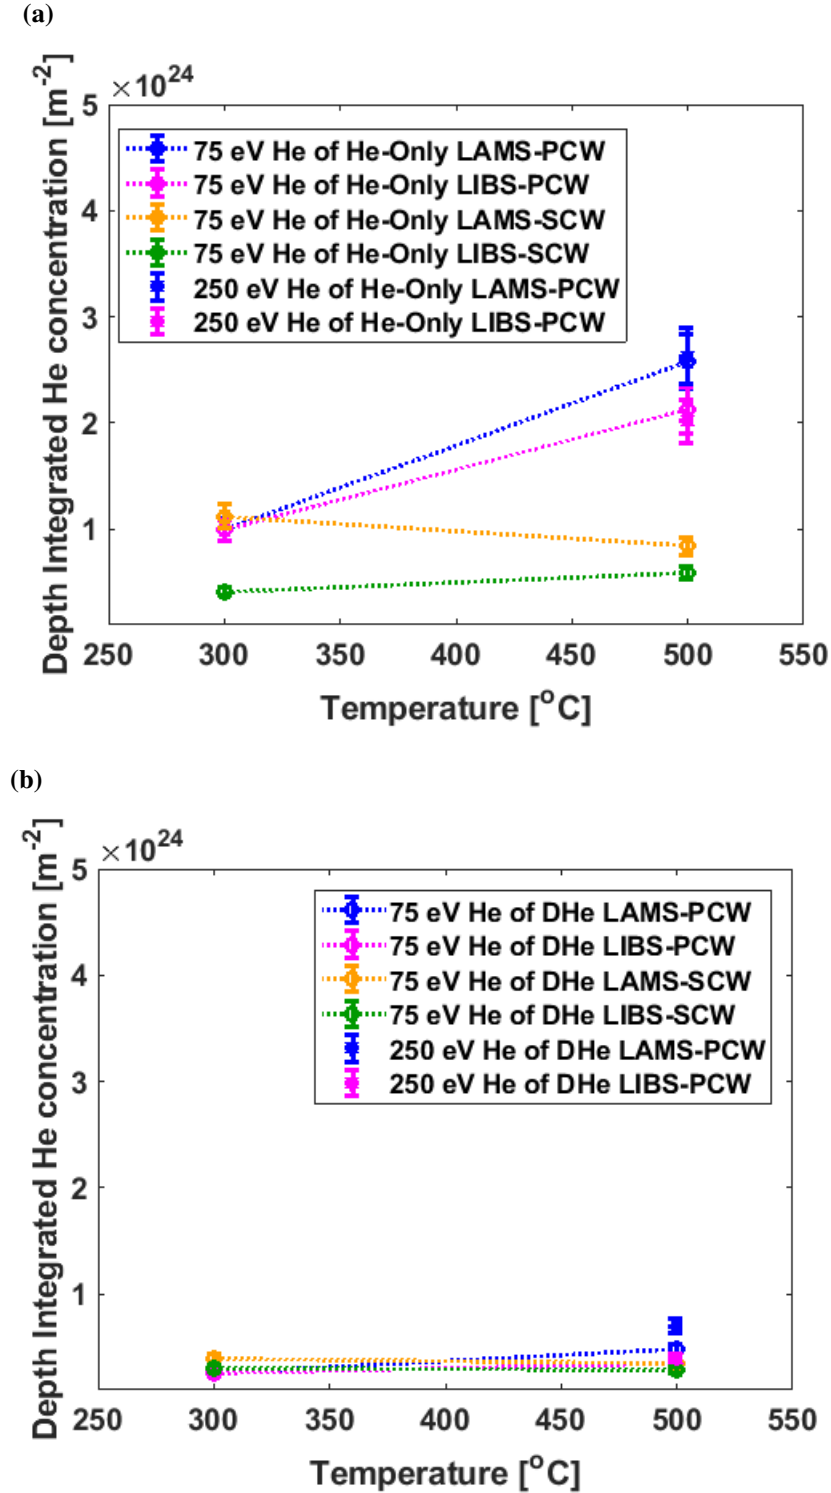 (a)
×10^24
Depth Integrated He concentration [m^-2]
5
4
3
2
1
75 eV He of He-Only LAMS-PCW
75 eV He of He-Only LIBS-PCW
75 eV He of He-Only LAMS-SCW
75 eV He of He-Only LIBS-SCW
250 eV He of He-Only LAMS-PCW
250 eV He of He-Only LIBS-PCW
250 300 350 400 450 500 550
Temperature [°C]
(b)
×10^24
Depth Integrated He concentration [m^-2]
5
4
3
2
1
75 eV He of DHe LAMS-PCW
75 eV He of DHe LIBS-PCW
75 eV He of DHe LAMS-SCW
75 eV He of DHe LIBS-SCW
250 eV He of DHe LAMS-PCW
250 eV He of DHe LIBS-PCW
250 300 350 400 450 500 550
Temperature [°C]